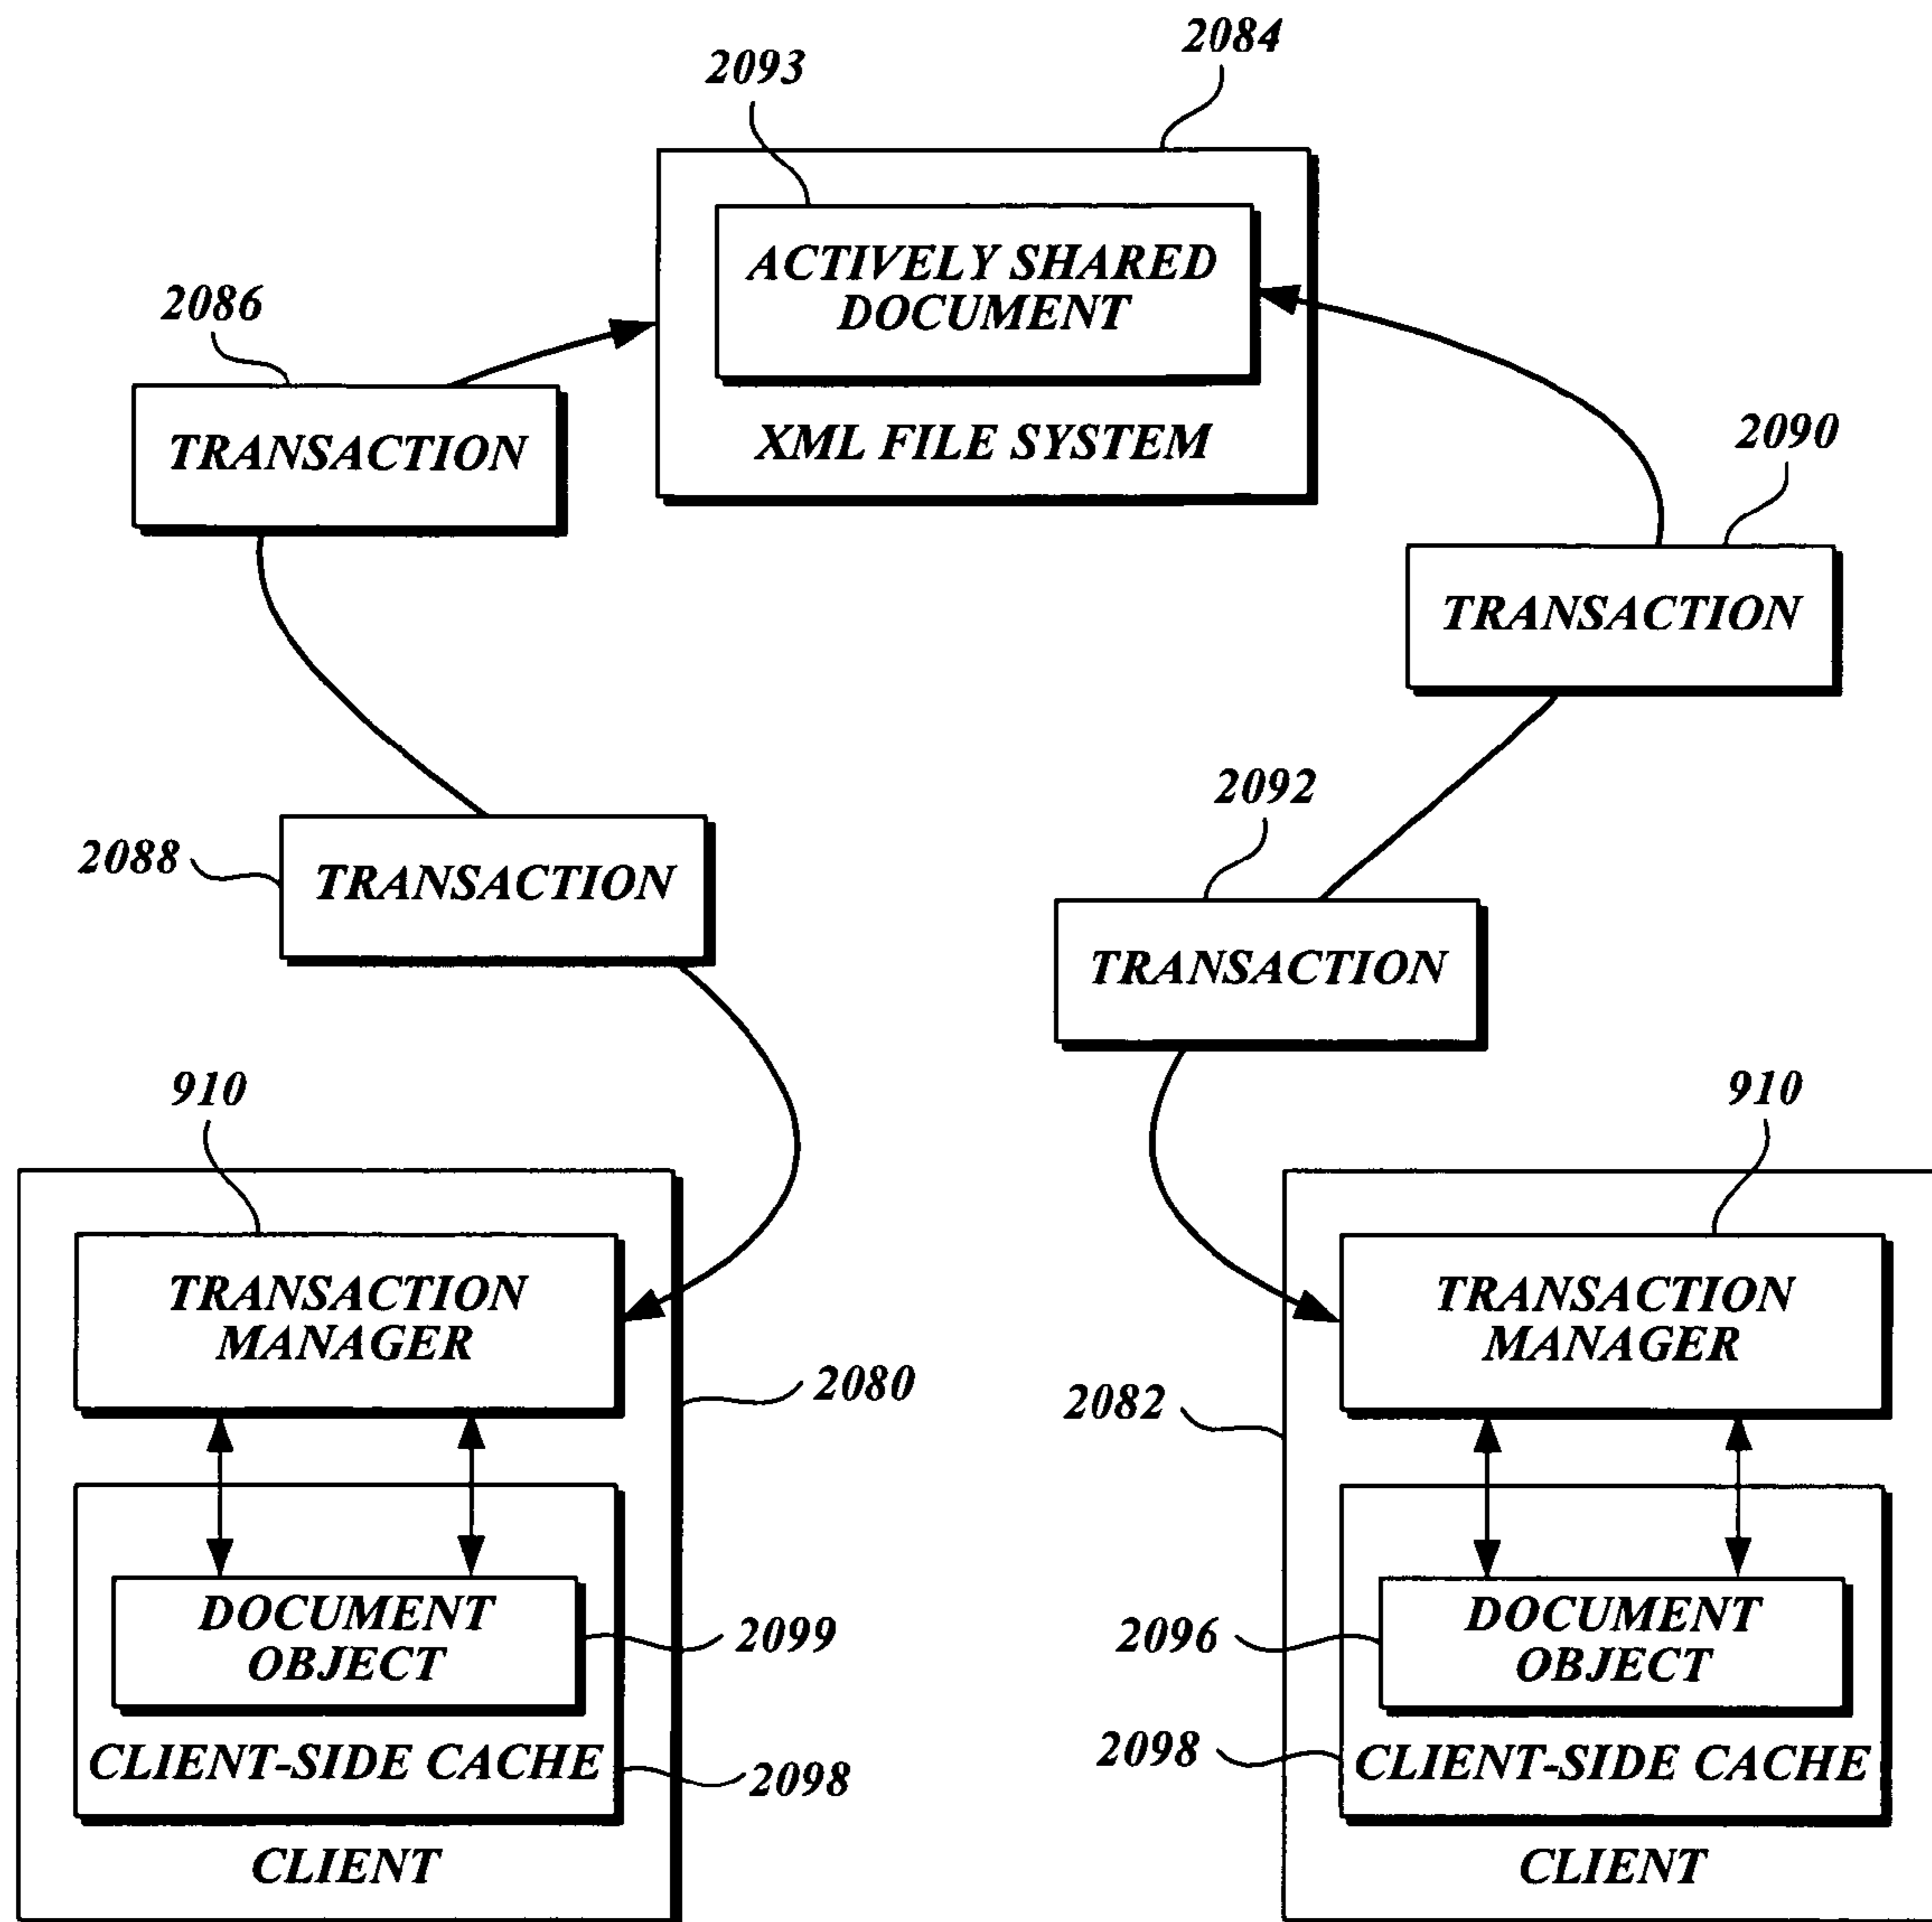 2084
2093
ACTIVELY SHARED
DOCUMENT
XML FILE SYSTEM
2086
TRANSACTION
2090
TRANSACTION
2088
TRANSACTION
2092
TRANSACTION
910
TRANSACTION
MANAGER
2080
DOCUMENT
OBJECT
2099
CLIENT-SIDE CACHE
2098
CLIENT
910
TRANSACTION
MANAGER
2082
DOCUMENT
OBJECT
2096
2098
CLIENT-SIDE CACHE
CLIENT